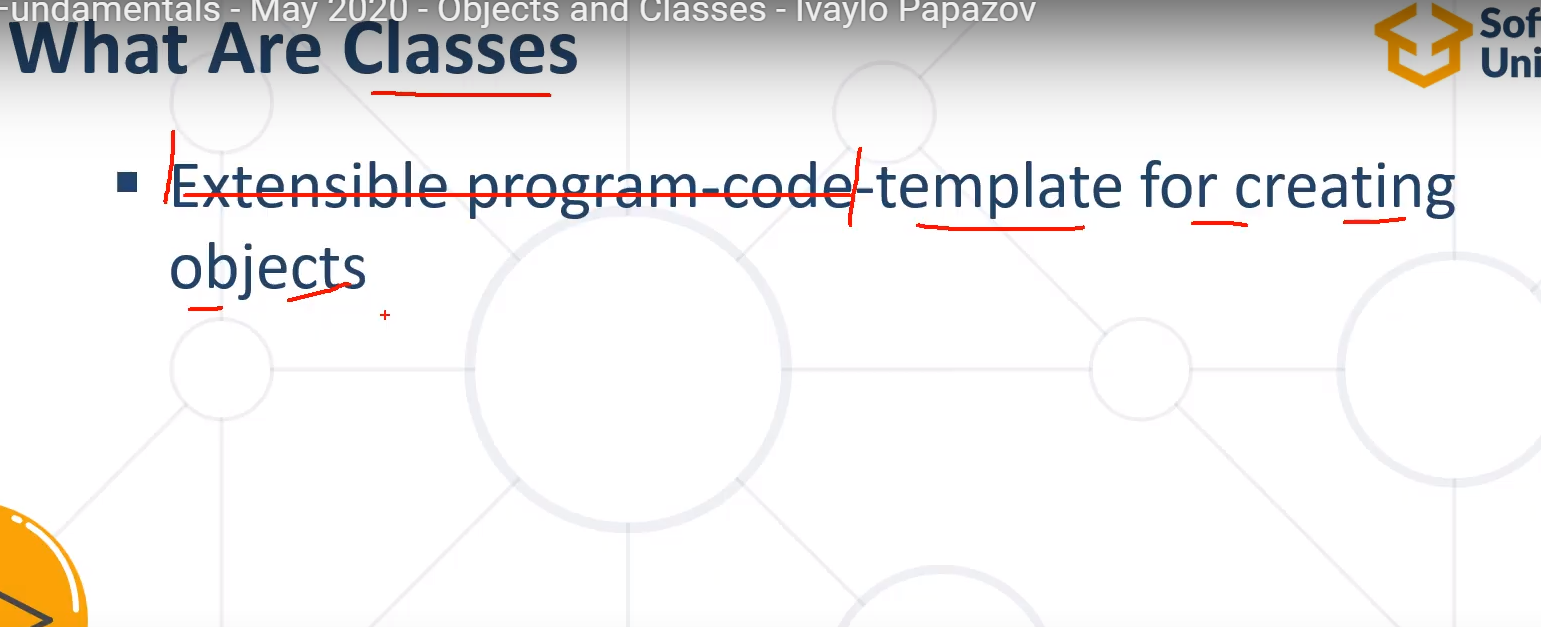 Fundamentals - May 2020 - Objects and Classes - Ivaylo Papazov
What Are Classes
Sof
Uni
Extensible program-code-template for creating
objects